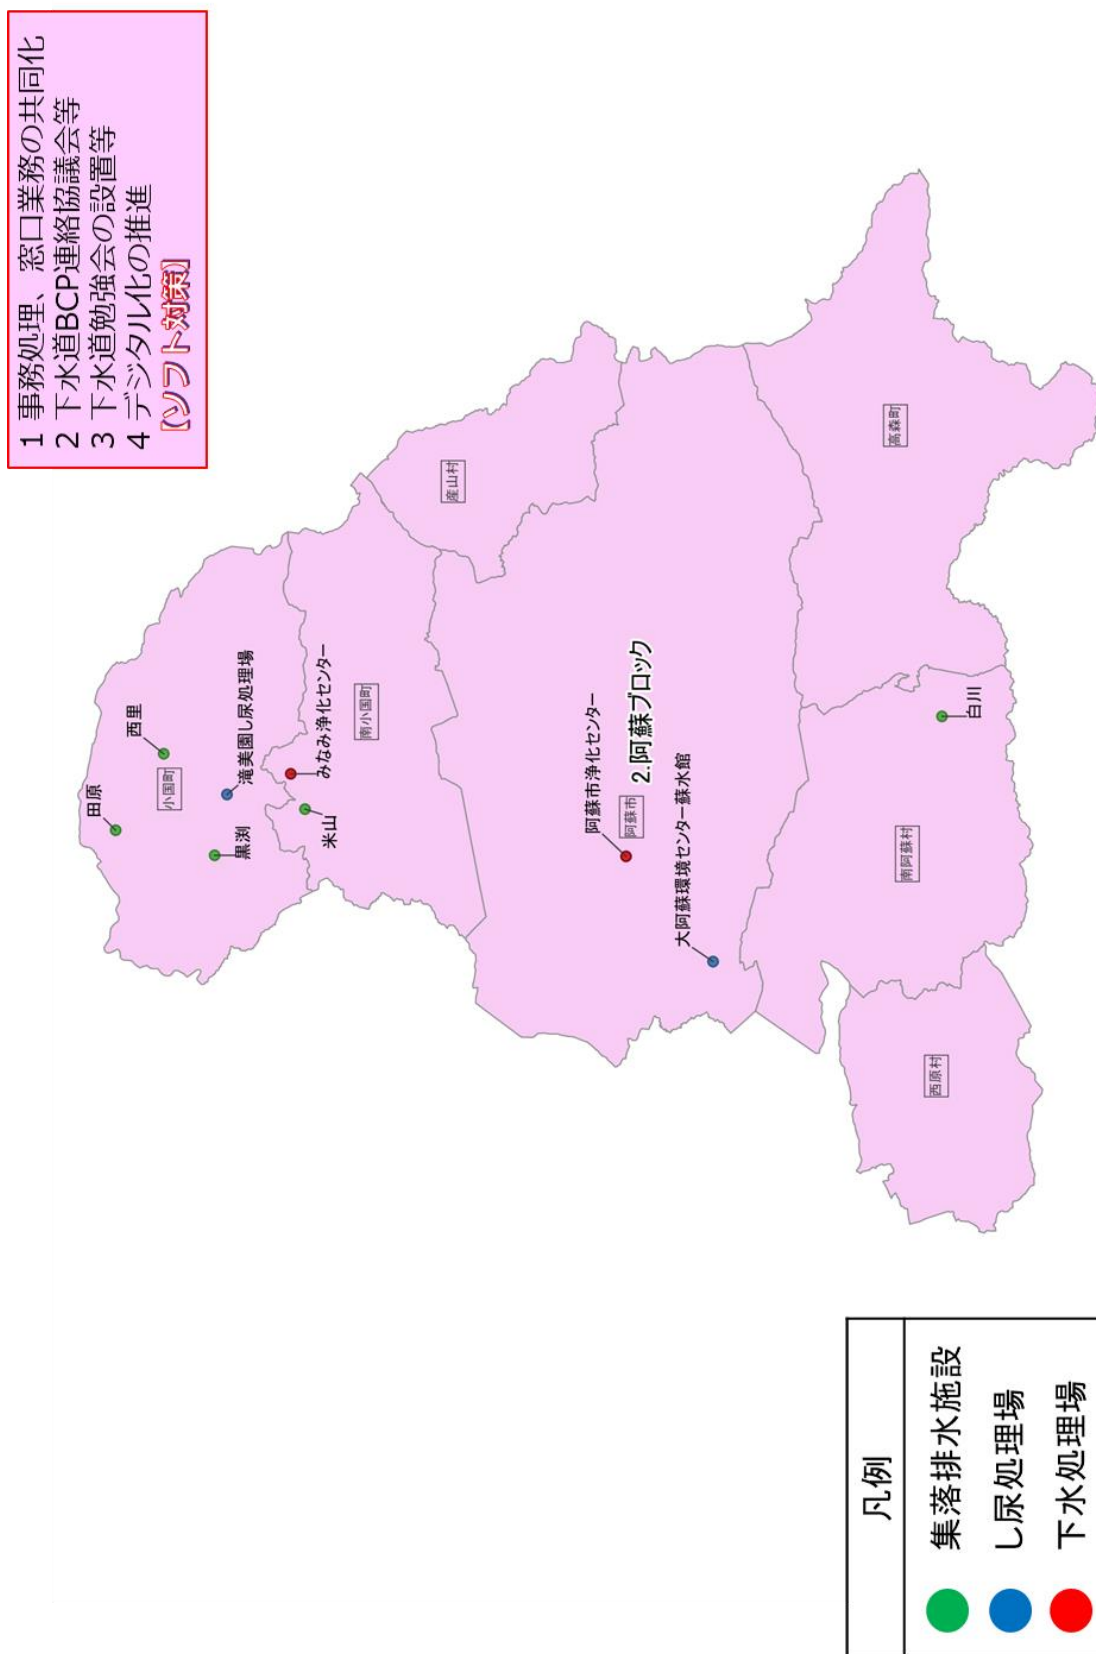 1 事務処理、窓口業務の共同化
2 下水道BCP連絡協議会等
3 下水道勉強会の設置等
4 デジタル化の推進
【ソフト対策】
田原
西里
小国町
黒渕
滝美園し尿処理場
みなみ浄化センター
米山
南小国町
産山村
阿蘇市浄化センター
阿蘇市
2.阿蘇ブロック
大阿蘇環境センター蘇水館
高森町
南阿蘇村
白川
西原村
凡例
集落排水施設
し尿処理場
下水処理場